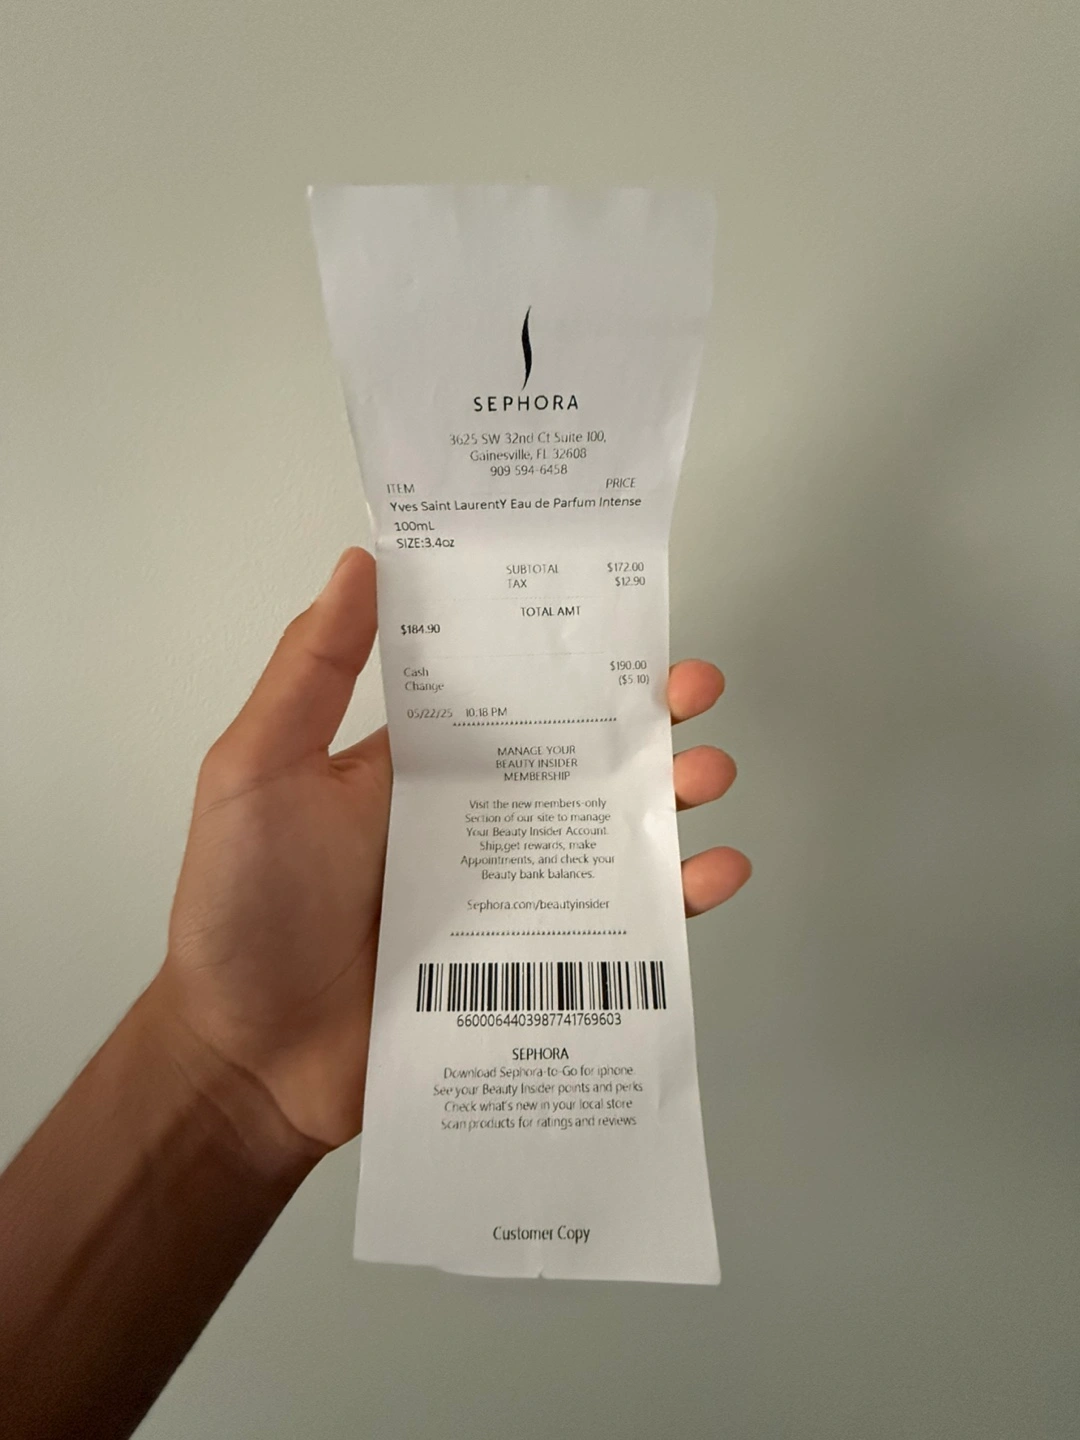 SEPHORA
3625 SW 32nd Ct Suite 100,
Gainesville, FL 32608
909 594-6458
ITEM PRICE
Yves Saint LaurentY Eau de Parfum Intense
100mL
SIZE:3.4oz
SUBTOTAL $172.00
TAX $12.90
TOTAL AMT
$184.90
Cash $190.00
Change ($5.10)
05/22/25 10:18 PM
MANAGE YOUR
BEAUTY INSIDER
MEMBERSHIP
Visit the new members-only
Section of our site to manage
Your Beauty Insider Account.
Ship,get rewards, make
Appointments, and check your
Beauty bank balances.
Sephora.com/beautyinsider
6600064403987741769603
SEPHORA
Download Sephora-to-Go for iphone
See your Beauty Insider points and perks
Check what's new in your local store
Scan products for ratings and reviews
Customer Copy